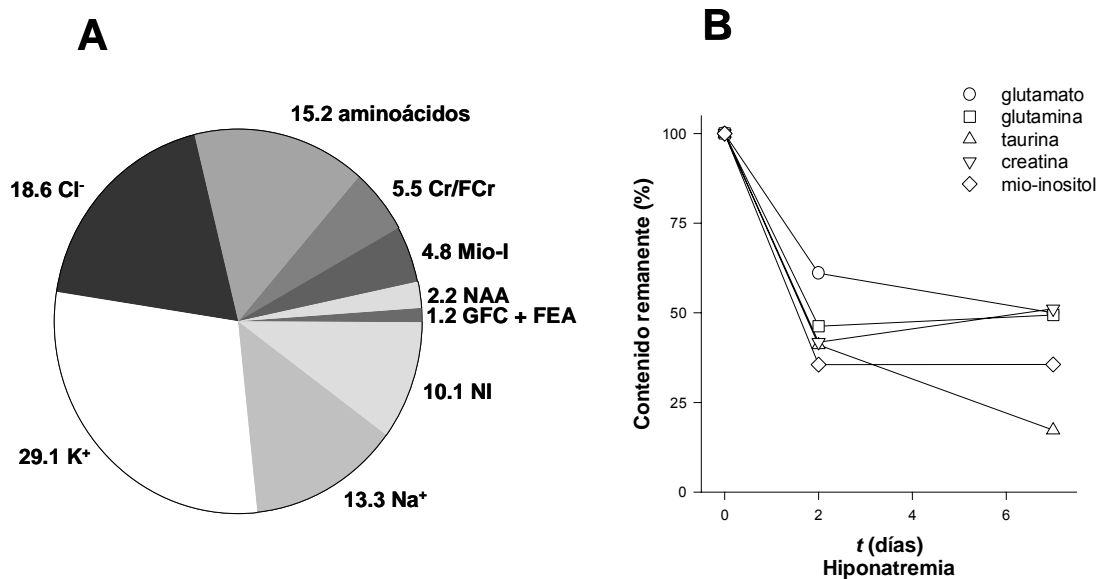 A
15.2 aminoácidos
18.6 Cl⁻
5.5 Cr/FCr
4.8 Mio-I
2.2 NAA
1.2 GFC + FEA
10.1 NI
29.1 K⁺
13.3 Na⁺
B
glutamato
glutamina
taurina
creatina
mio-inositol
Contenido remanente (%)
100
75
50
25
0
0 2 4 6
t (días)
Hiponatremia